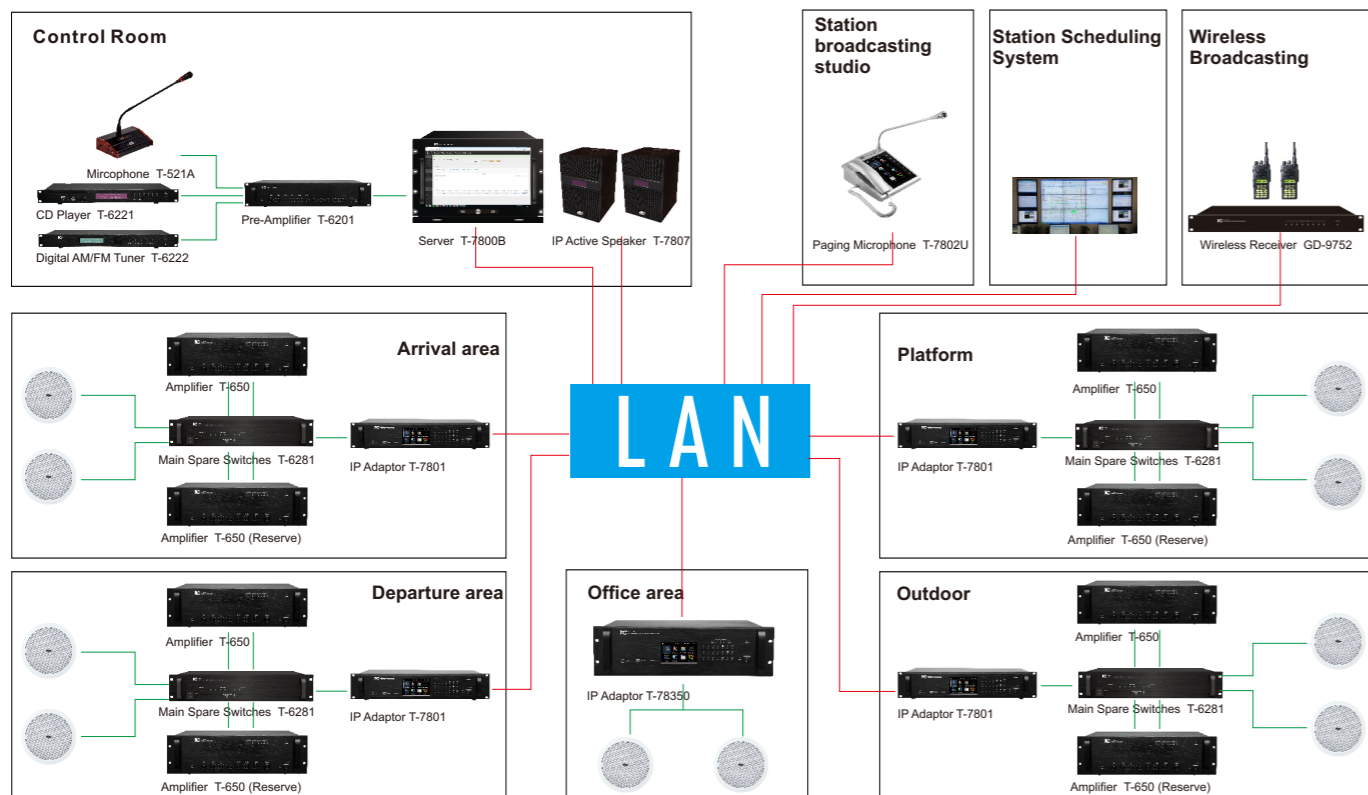 Control Room
Mircophone T-521A
CD Player T-6221
Digital AM/FM Tuner T-6222
Pre-Amplifier T-6201
Server T-7800B
IP Active Speaker T-7807
Station
broadcasting
studio
Paging Microphone T-7802U
Station Scheduling
System
Wireless
Broadcasting
Wireless Receiver GD-9752
Arrival area
Amplifier T-650
Main Spare Switches T-6281
IP Adaptor T-7801
Amplifier T-650 (Reserve)
LAN
Platform
Amplifier T-650
IP Adaptor T-7801
Main Spare Switches T-6281
Amplifier T-650 (Reserve)
Departure area
Amplifier T-650
Main Spare Switches T-6281
IP Adaptor T-7801
Amplifier T-650 (Reserve)
Office area
IP Adaptor T-78350
Outdoor
Amplifier T-650
IP Adaptor T-7801
Main Spare Switches T-6281
Amplifier T-650 (Reserve)